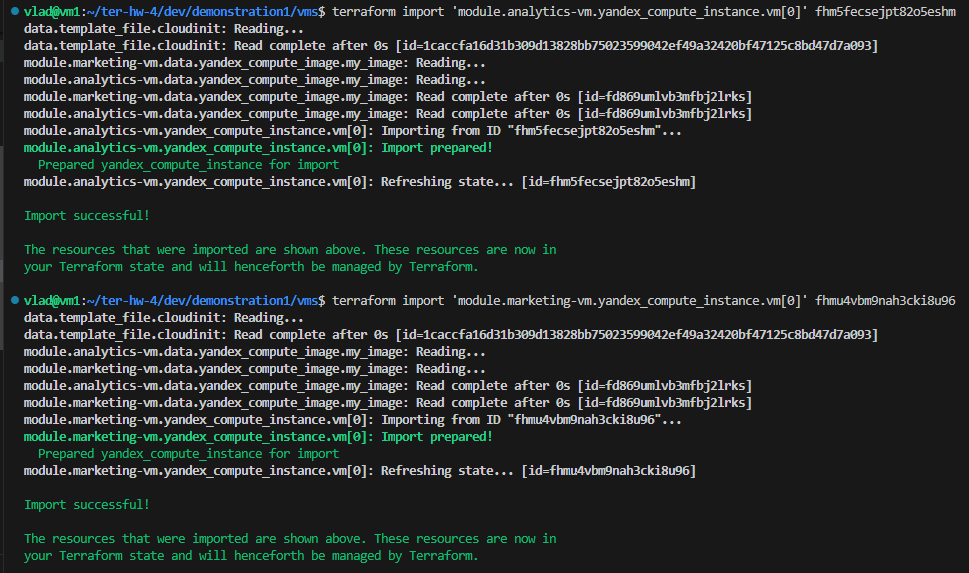 vlad@vm1:~/ter-hw-4/dev/demonstration1/vms$ terraform import 'module.analytics-vm.yandex_compute_instance.vm[0]' fhm5fecsejpt82o5eshm
data.template_file.cloudinit: Reading...
data.template_file.cloudinit: Read complete after 0s [id=1caccfa16d31b309d13828bb75023599042ef49a32420bf47125c8bd47d7a093]
module.marketing-vm.data.yandex_compute_image.my_image: Reading...
module.analytics-vm.data.yandex_compute_image.my_image: Reading...
module.marketing-vm.data.yandex_compute_image.my_image: Read complete after 0s [id=fd869umlvb3mfbj2lrks]
module.analytics-vm.data.yandex_compute_image.my_image: Read complete after 0s [id=fd869umlvb3mfbj2lrks]
module.analytics-vm.yandex_compute_instance.vm[0]: Importing from ID "fhm5fecsejpt82o5eshm"...
module.analytics-vm.yandex_compute_instance.vm[0]: Import prepared!
  Prepared yandex_compute_instance for import
module.analytics-vm.yandex_compute_instance.vm[0]: Refreshing state... [id=fhm5fecsejpt82o5eshm]

Import successful!

The resources that were imported are shown above. These resources are now in
your Terraform state and will henceforth be managed by Terraform.

vlad@vm1:~/ter-hw-4/dev/demonstration1/vms$ terraform import 'module.marketing-vm.yandex_compute_instance.vm[0]' fhmu4vbm9nah3cki8u96
data.template_file.cloudinit: Reading...
data.template_file.cloudinit: Read complete after 0s [id=1caccfa16d31b309d13828bb75023599042ef49a32420bf47125c8bd47d7a093]
module.analytics-vm.data.yandex_compute_image.my_image: Reading...
module.marketing-vm.data.yandex_compute_image.my_image: Reading...
module.analytics-vm.data.yandex_compute_image.my_image: Read complete after 0s [id=fd869umlvb3mfbj2lrks]
module.marketing-vm.data.yandex_compute_image.my_image: Read complete after 0s [id=fd869umlvb3mfbj2lrks]
module.marketing-vm.yandex_compute_instance.vm[0]: Importing from ID "fhmu4vbm9nah3cki8u96"...
module.marketing-vm.yandex_compute_instance.vm[0]: Import prepared!
  Prepared yandex_compute_instance for import
module.marketing-vm.yandex_compute_instance.vm[0]: Refreshing state... [id=fhmu4vbm9nah3cki8u96]

Import successful!

The resources that were imported are shown above. These resources are now in
your Terraform state and will henceforth be managed by Terraform.